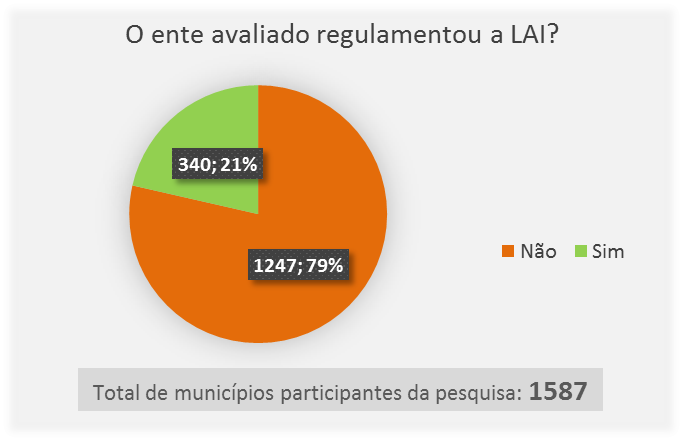 O ente avaliado regulamentou a LAI?
340; 21%
1247; 79%
Não Sim
Total de municípios participantes da pesquisa: 1587